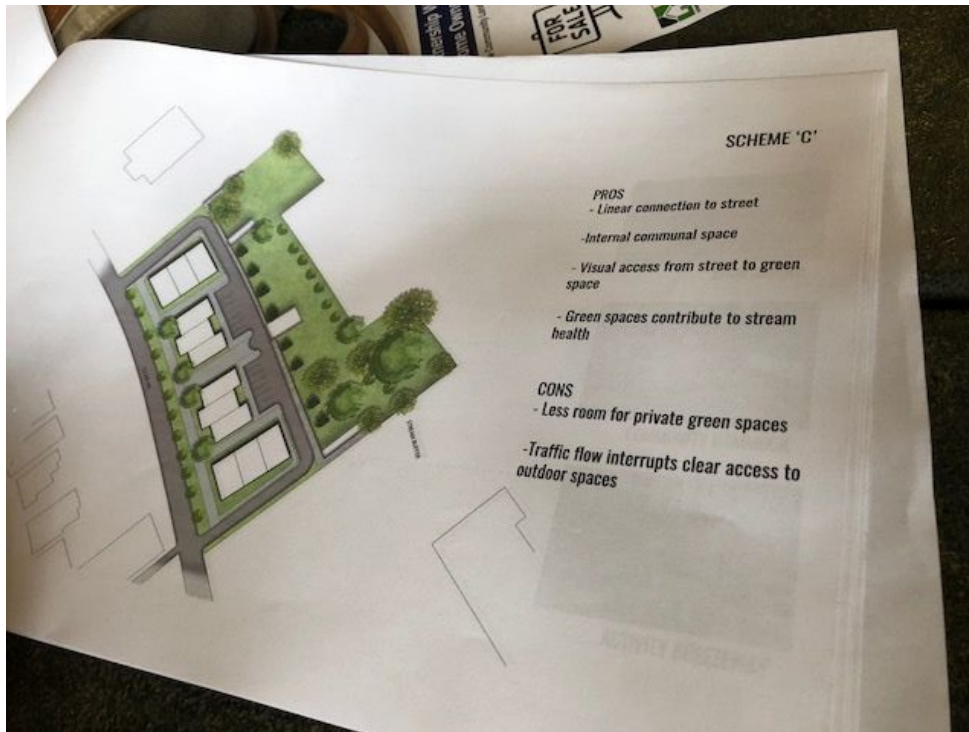 FOR
SALE
SCHEME 'C'
PROS
- Linear connection to street
-Internal communal space
- Visual access from street to green
space
- Green spaces contribute to stream
health
CONS
- Less room for private green spaces
-Traffic flow interrupts clear access to
outdoor spaces
STREAM BUFFER